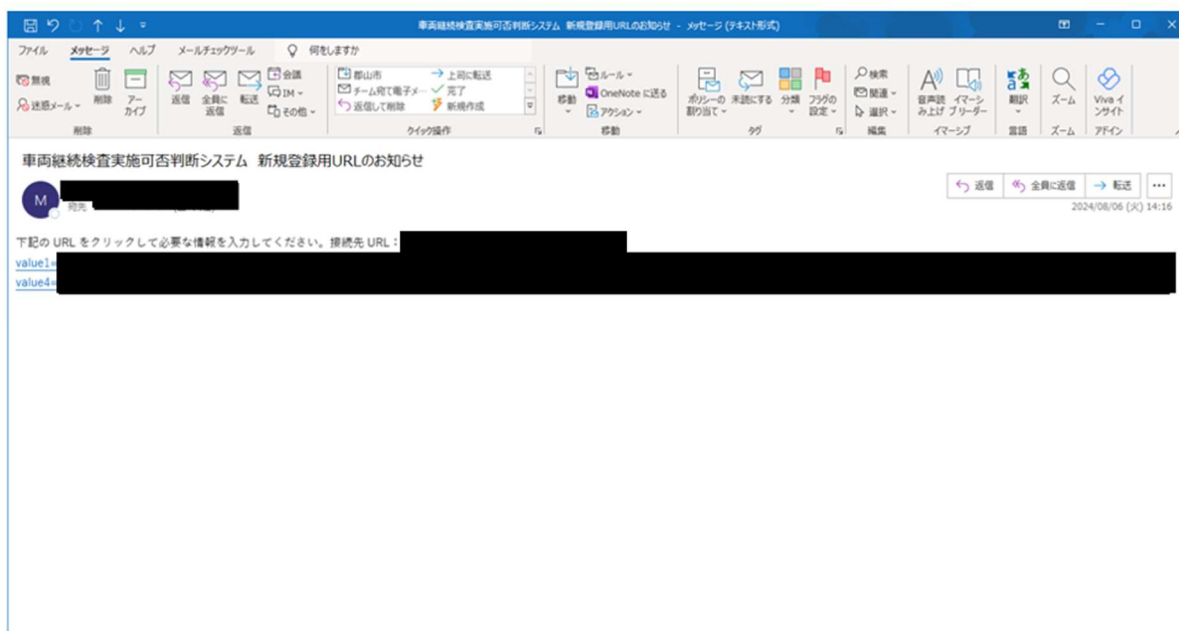 車両継続検査実施可否判断システム 新規登録用URLのお知らせ - メッセージ (テキスト形式)
ファイル メッセージ ヘルプ メールチェックツール 何をしますか
無視
迷惑メール
削除
アーカイブ
削除
返信
全員に返信
転送
会議
IM
その他
返信
郡山市
チーム宛て電子メ…
返信して削除
上司に転送
完了
新規作成
クイック操作
移動
ルール
OneNote に送る
アクション
移動
ポリシーの割り当て
未読にする
分類
フラグの設定
タグ
検索
関連
選択
編集
音声読み上げ
イマーシブリーダー
イマーシブ
翻訳
言語
ズーム
ズーム
Viva インサイト
アドイン
車両継続検査実施可否判断システム 新規登録用URLのお知らせ
M
宛先
返信 全員に返信 転送 …
2024/08/06 (火) 14:16
下記の URL をクリックして必要な情報を入力してください。接続先 URL：
value1=
value4=